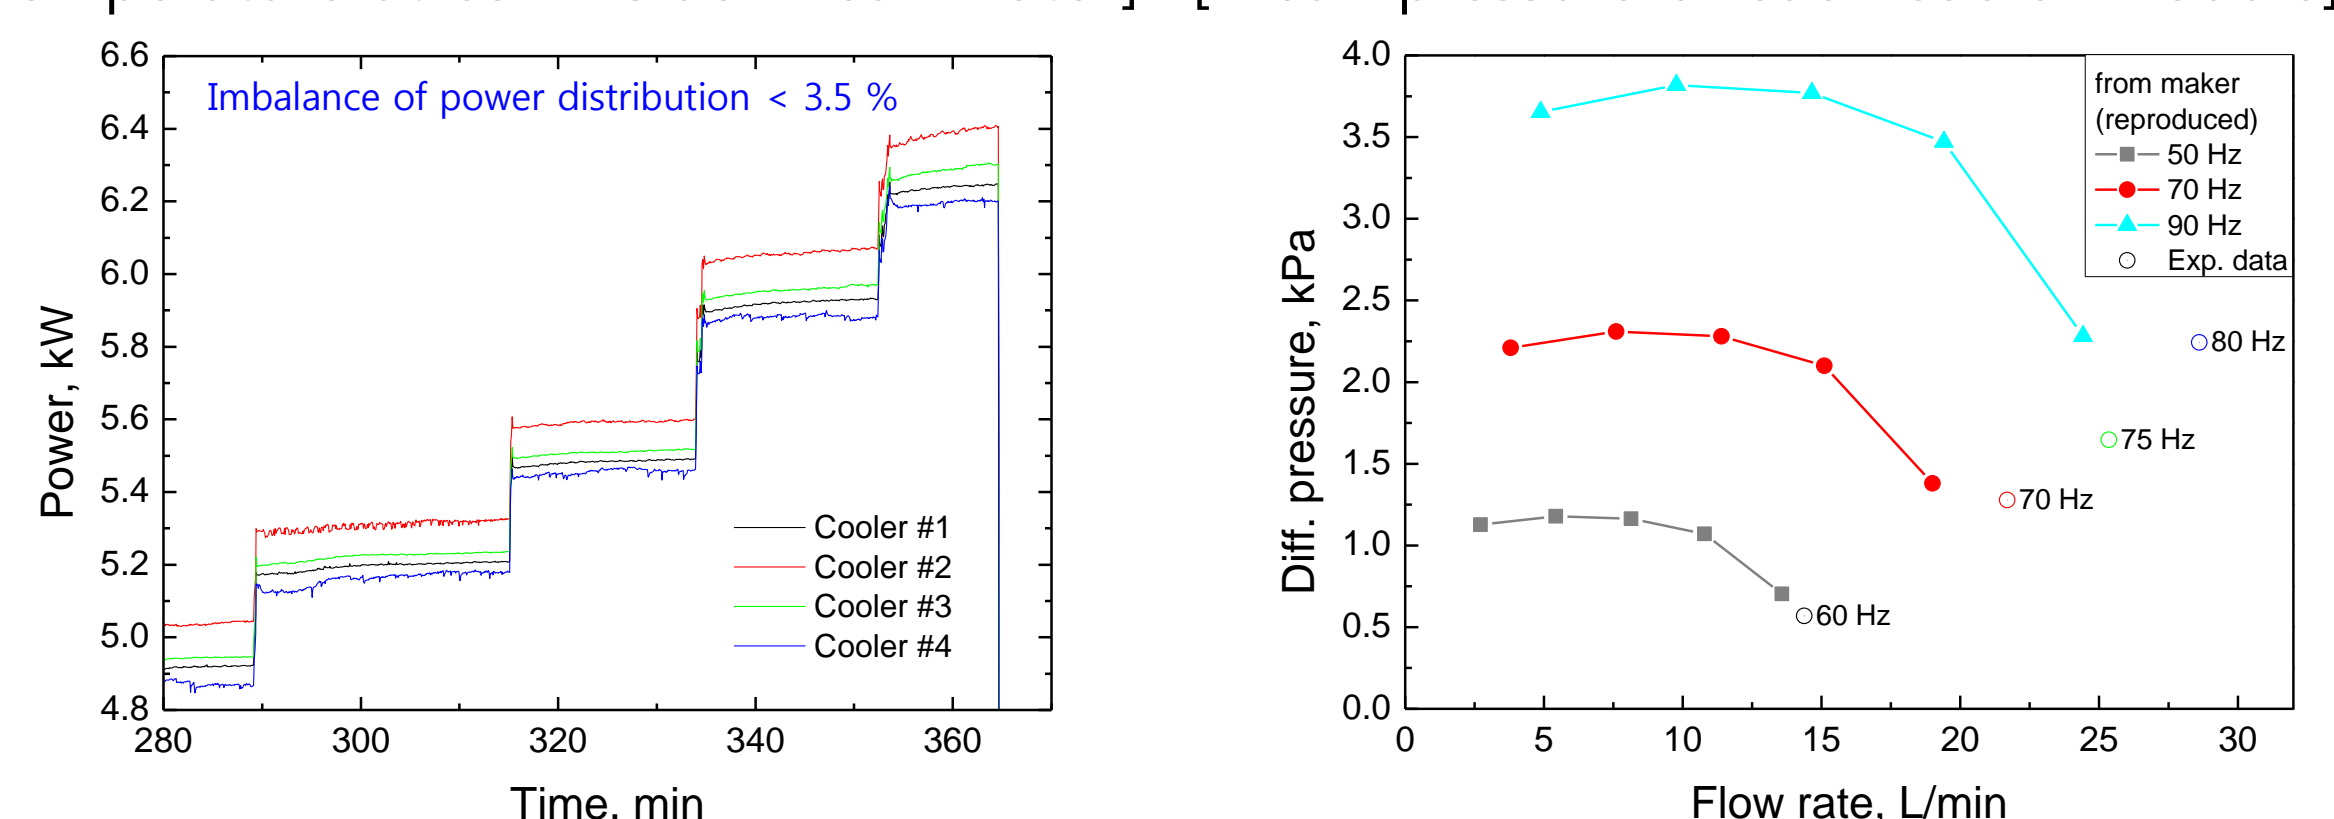 6.6
6.4
6.2
6.0
5.8
5.6
5.4
5.2
5.0
4.8
Power, kW
Imbalance of power distribution < 3.5 %
Cooler #1
Cooler #2
Cooler #3
Cooler #4
280 300 320 340 360
Time, min
4.0
3.5
3.0
2.5
2.0
1.5
1.0
0.5
0.0
Diff. pressure, kPa
from maker
(reproduced)
50 Hz
70 Hz
90 Hz
Exp. data
80 Hz
75 Hz
70 Hz
60 Hz
0 5 10 15 20 25 30
Flow rate, L/min